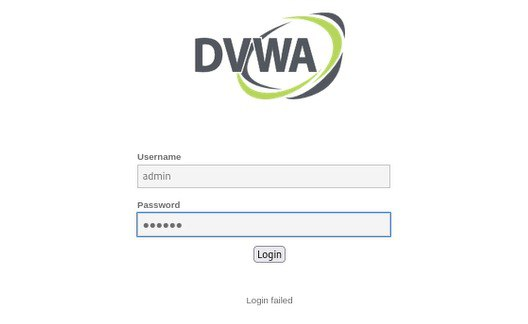 DVWA
Username
admin
Password
••••••
Login
Login failed